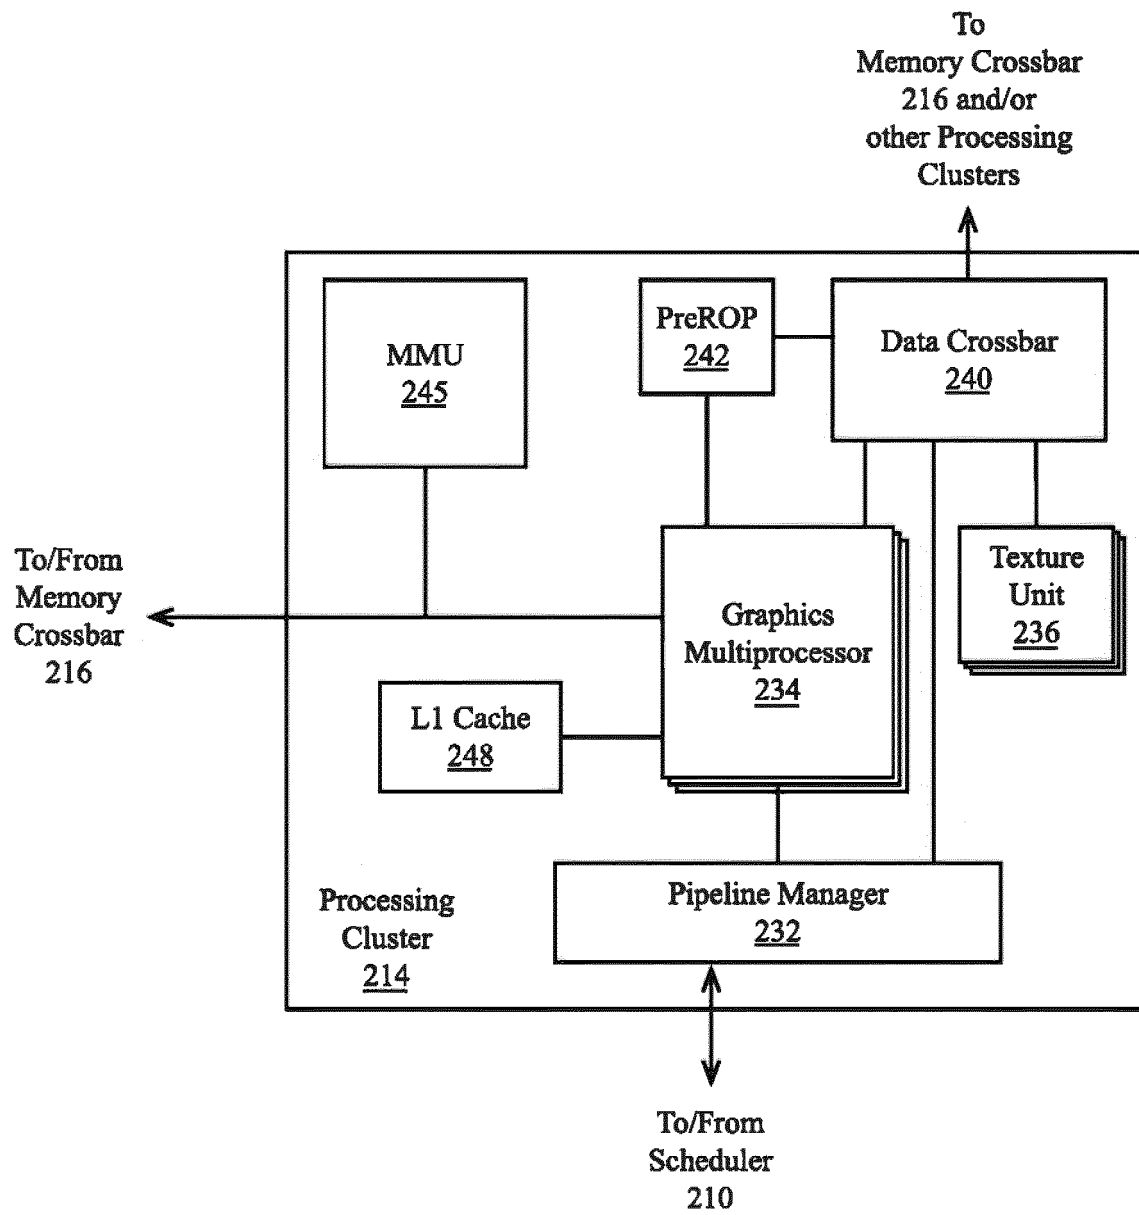 To
Memory Crossbar
216 and/or
other Processing
Clusters
MMU
245
PreROP
242
Data Crossbar
240
To/From
Memory
Crossbar
216
Graphics
Multiprocessor
234
Texture
Unit
236
L1 Cache
248
Pipeline Manager
232
Processing
Cluster
214
To/From
Scheduler
210